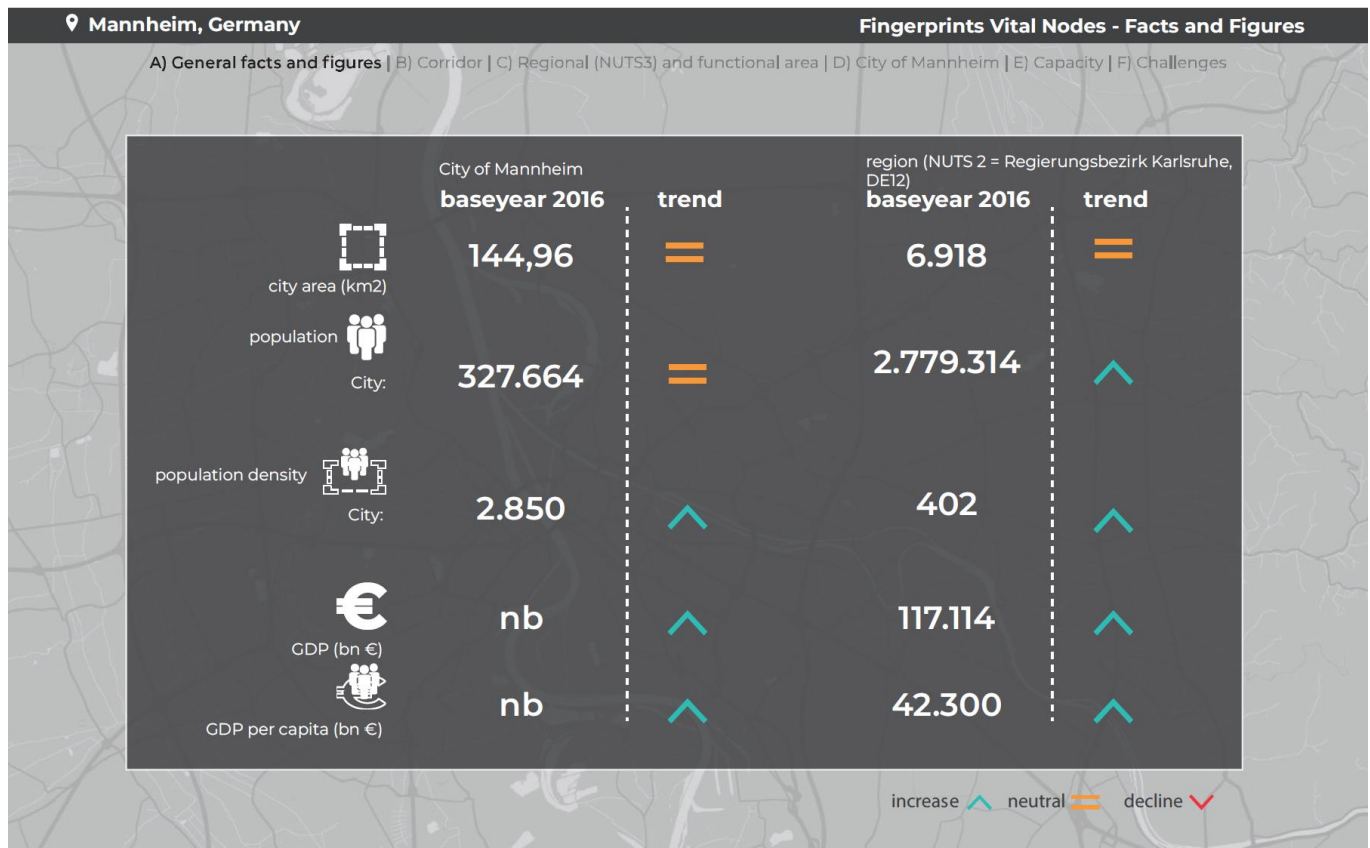 Mannheim, Germany
Fingerprints Vital Nodes - Facts and Figures
A) General facts and figures | B) Corridor | C) Regional (NUTS3) and functional area | D) City of Mannheim | E) Capacity | F) Challenges
City of Mannheim
region (NUTS 2 = Regierungsbezirk Karlsruhe,
DE12)
baseyear 2016 trend baseyear 2016 trend
144,96 = 6.918 =
city area (km2)
population
City: 327.664 = 2.779.314
population density
City: 2.850 402
€ nb 117.114
GDP (bn €)
nb 42.300
GDP per capita (bn €)
increase neutral = decline